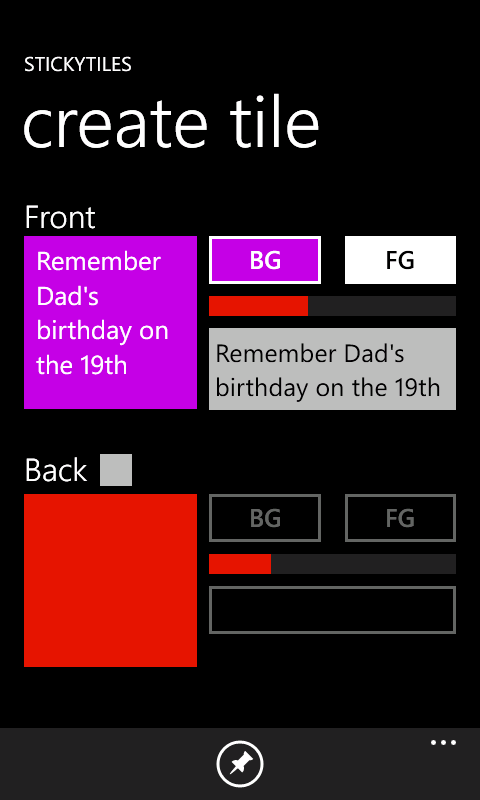 STICKYTILES
create tile
Front
Remember
Dad's
birthday on
the 19th
BG FG
Remember Dad's
birthday on the 19th
Back
BG FG